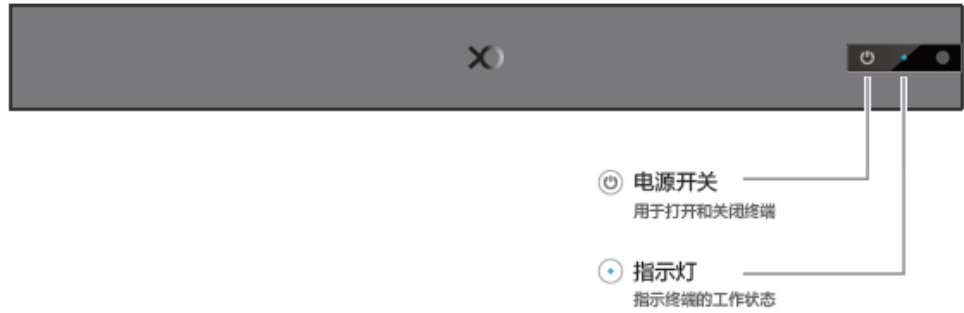 电源开关
用于打开和关闭终端
指示灯
指示终端的工作状态